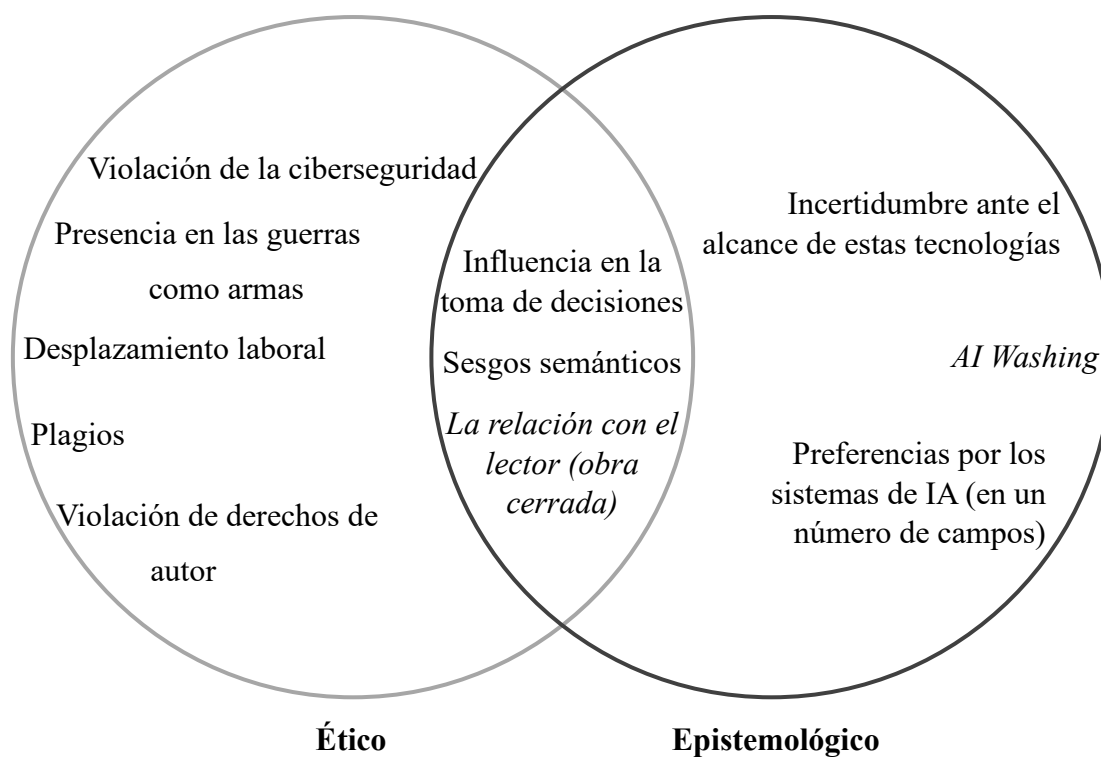 Violación de la ciberseguridad
Presencia en las guerras
como armas
Desplazamiento laboral
Plagios
Violación de derechos de
autor
Influencia en la
toma de decisiones
Sesgos semánticos
La relación con el
lector (obra
cerrada)
Incertidumbre ante el
alcance de estas tecnologías
AI Washing
Preferencias por los
sistemas de IA (en un
número de campos)
Ético
Epistemológico